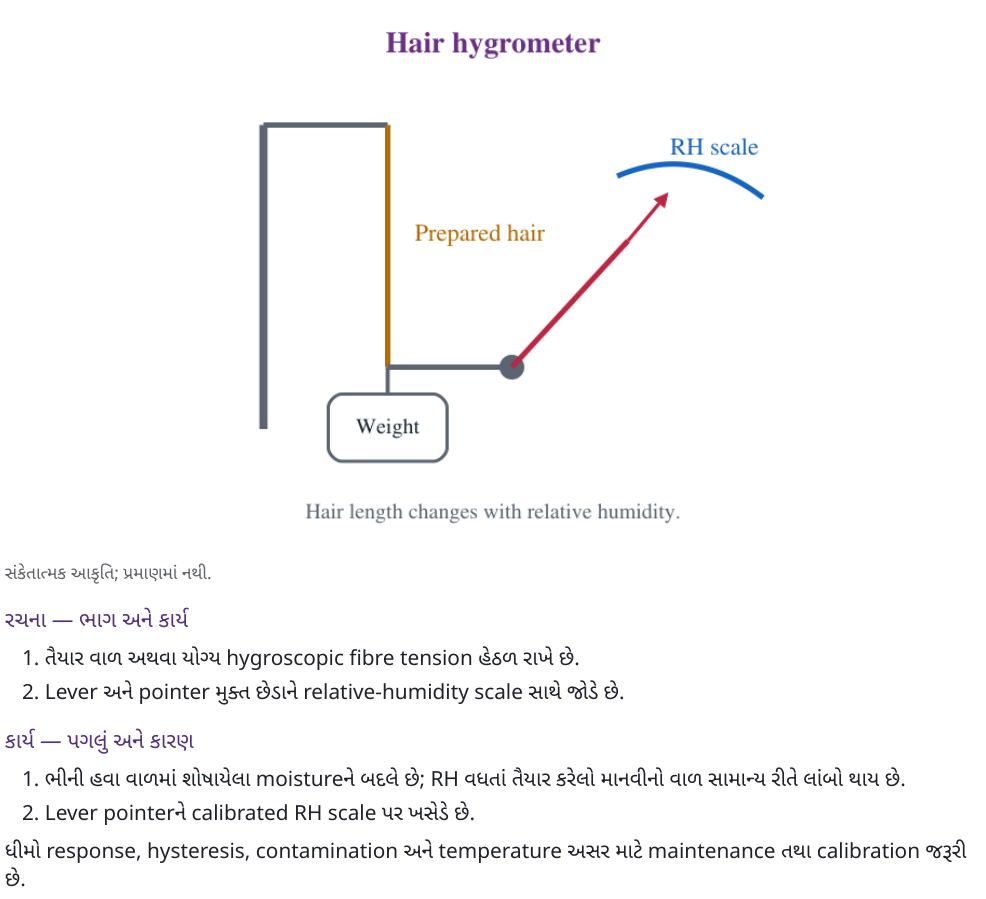 Hair hygrometer
RH scale
Prepared hair
Weight
Hair length changes with relative humidity.
સંકેતાત્મક આકૃતિ; પ્રમાણમાં નથી.
રચના — ભાગ અને કાર્ય
1. તૈયાર વાળ અથવા યોગ્ય hygroscopic fibre tension હેઠળ રાખે છે.
2. Lever અને pointer મુક્ત છેડાને relative-humidity scale સાથે જોડે છે.
કાર્ય — પગલું અને કારણ
1. ભીની હવા વાળમાં શોષાયેલા moistureને બદલે છે; RH વધતાં તૈયાર કરેલો માનવીનો વાળ સામાન્ય રીતે લાંબો થાય છે.
2. Lever pointerને calibrated RH scale પર ખસેડે છે.
ધીમો response, hysteresis, contamination અને temperature અસર માટે maintenance તથા calibration જરૂરી
છે.